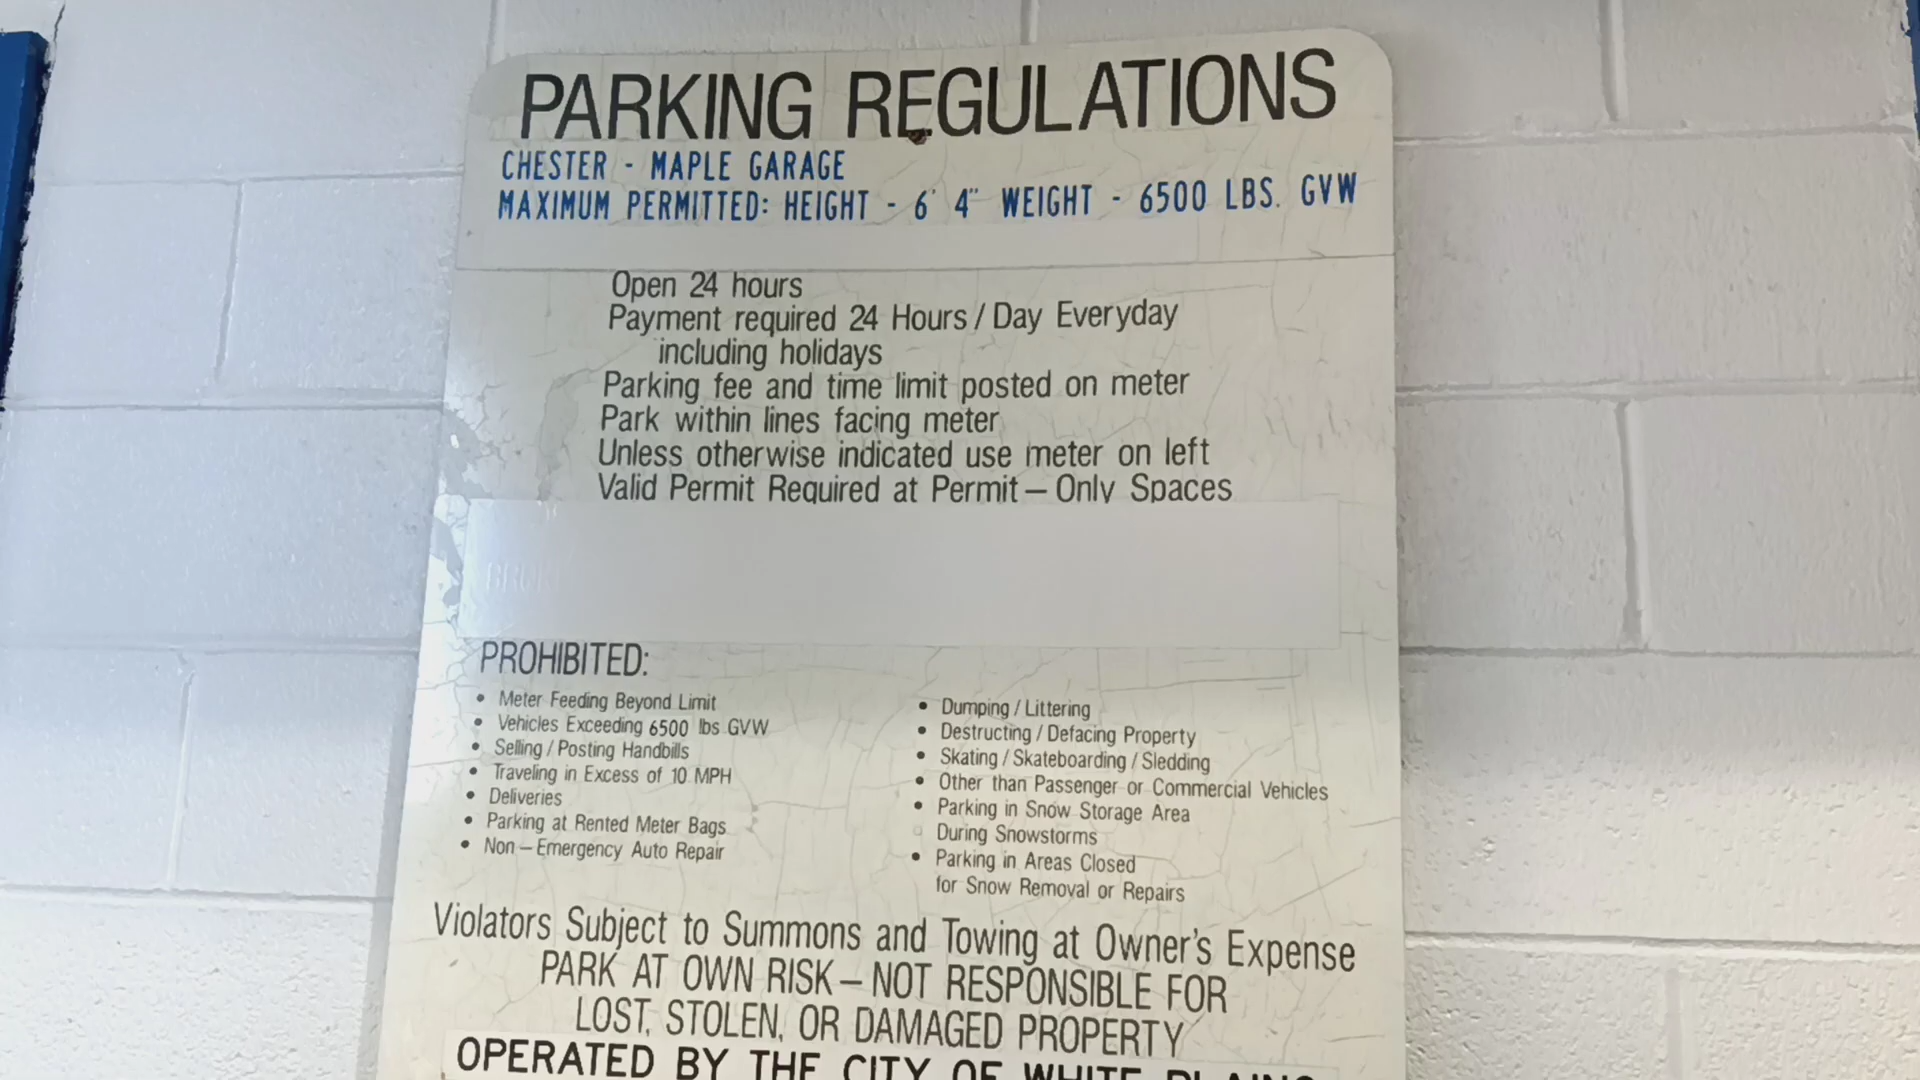 PARKING REGULATIONS
CHESTER - MAPLE GARAGE
MAXIMUM PERMITTED: HEIGHT - 6' 4" WEIGHT - 6500 LBS. GVW
Open 24 hours
Payment required 24 Hours / Day Everyday
including holidays
Parking fee and time limit posted on meter
Park within lines facing meter
Unless otherwise indicated use meter on left
Valid Permit Required at Permit – Only Spaces
PROHIBITED:
• Meter Feeding Beyond Limit
• Vehicles Exceeding 6500 lbs GVW
• Selling / Posting Handbills
• Traveling in Excess of 10 MPH
• Deliveries
• Parking at Rented Meter Bags
• Non – Emergency Auto Repair
• Dumping / Littering
• Destructing / Defacing Property
• Skating / Skateboarding / Sledding
• Other than Passenger or Commercial Vehicles
• Parking in Snow Storage Area
During Snowstorms
• Parking in Areas Closed
for Snow Removal or Repairs
Violators Subject to Summons and Towing at Owner's Expense
PARK AT OWN RISK – NOT RESPONSIBLE FOR
LOST, STOLEN, OR DAMAGED PROPERTY
OPERATED BY THE CITY OF WHITE PLAINS